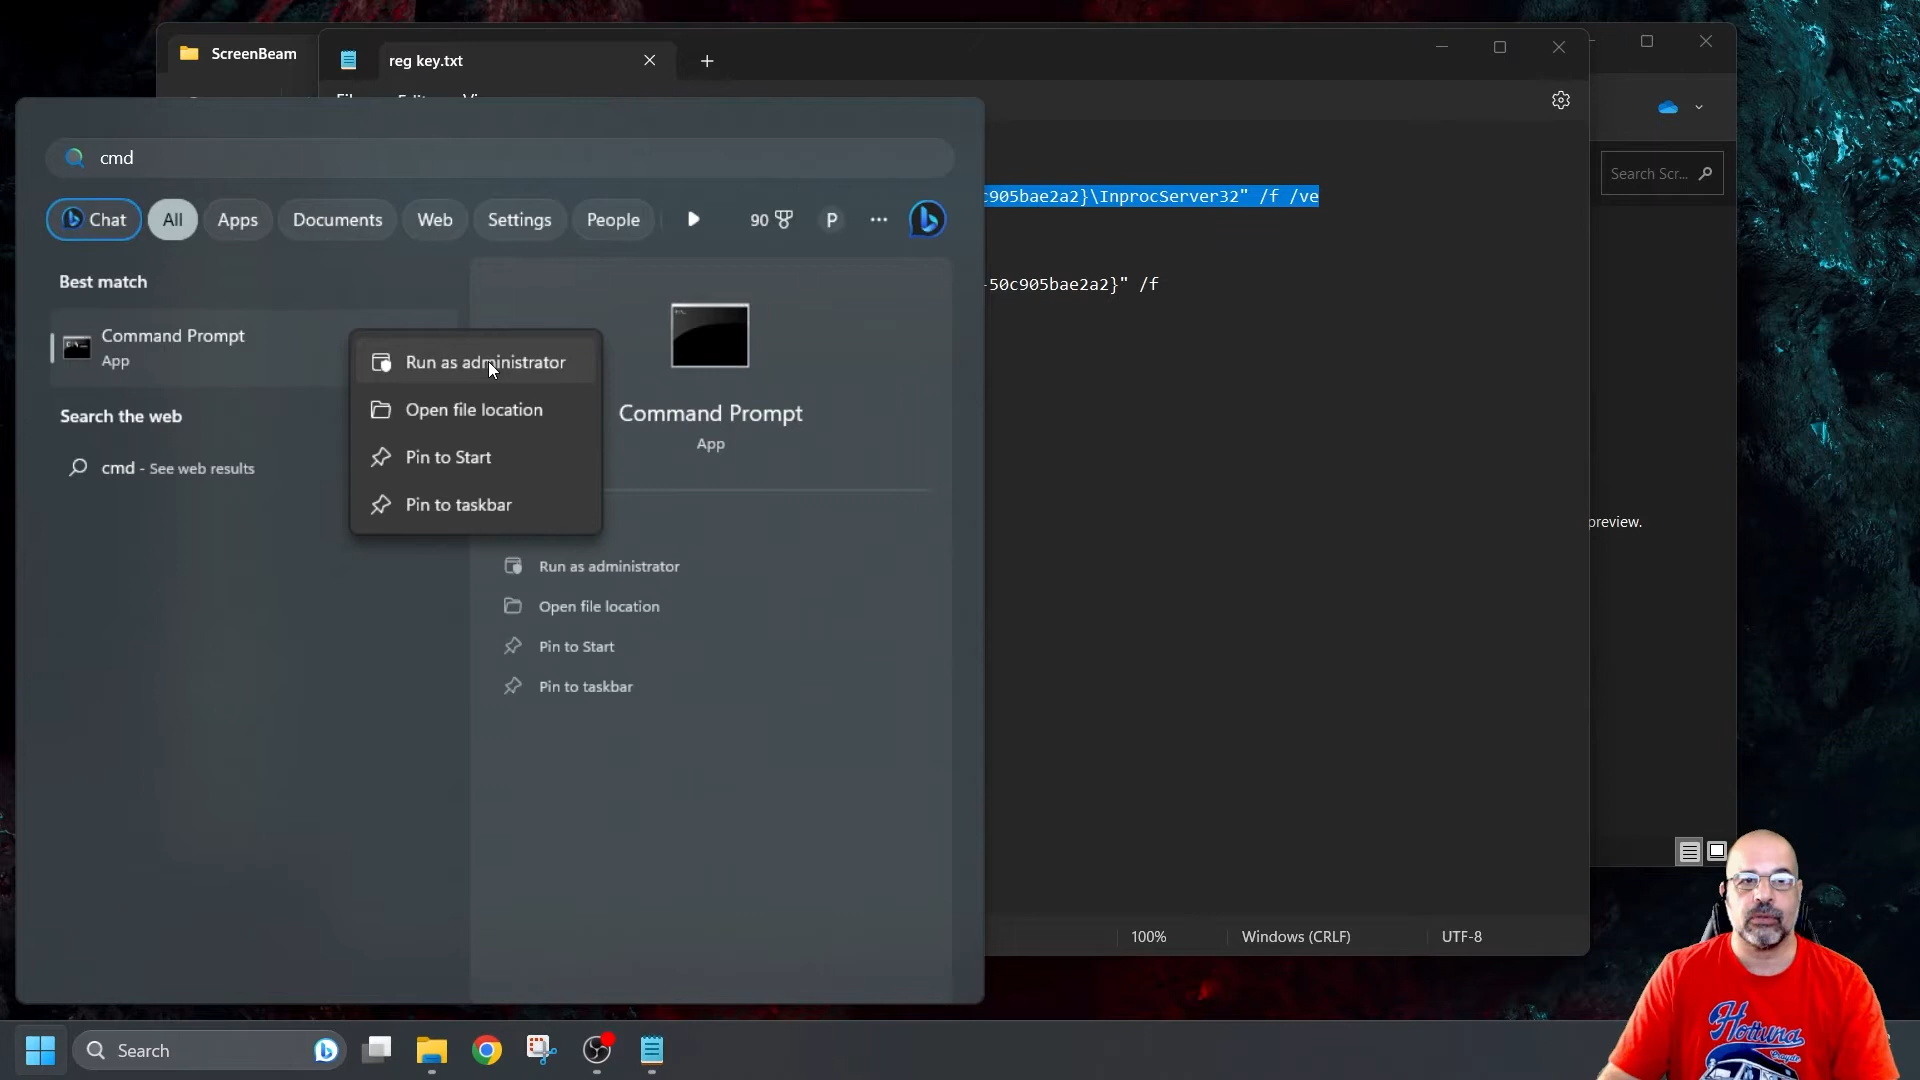 ScreenBeam
reg key.txt
cmd
Chat
All
Apps
Documents
Web
Settings
People
90
P
c905bae2a2}\InprocServer32" /f /ve
-50c905bae2a2}" /f
Search Scr...
Best match
Command Prompt
App
Search the web
cmd - See web results
Run as administrator
Open file location
Pin to Start
Pin to taskbar
Command Prompt
App
Run as administrator
Open file location
Pin to Start
Pin to taskbar
preview.
100%
Windows (CRLF)
UTF-8
Search
Hottuna